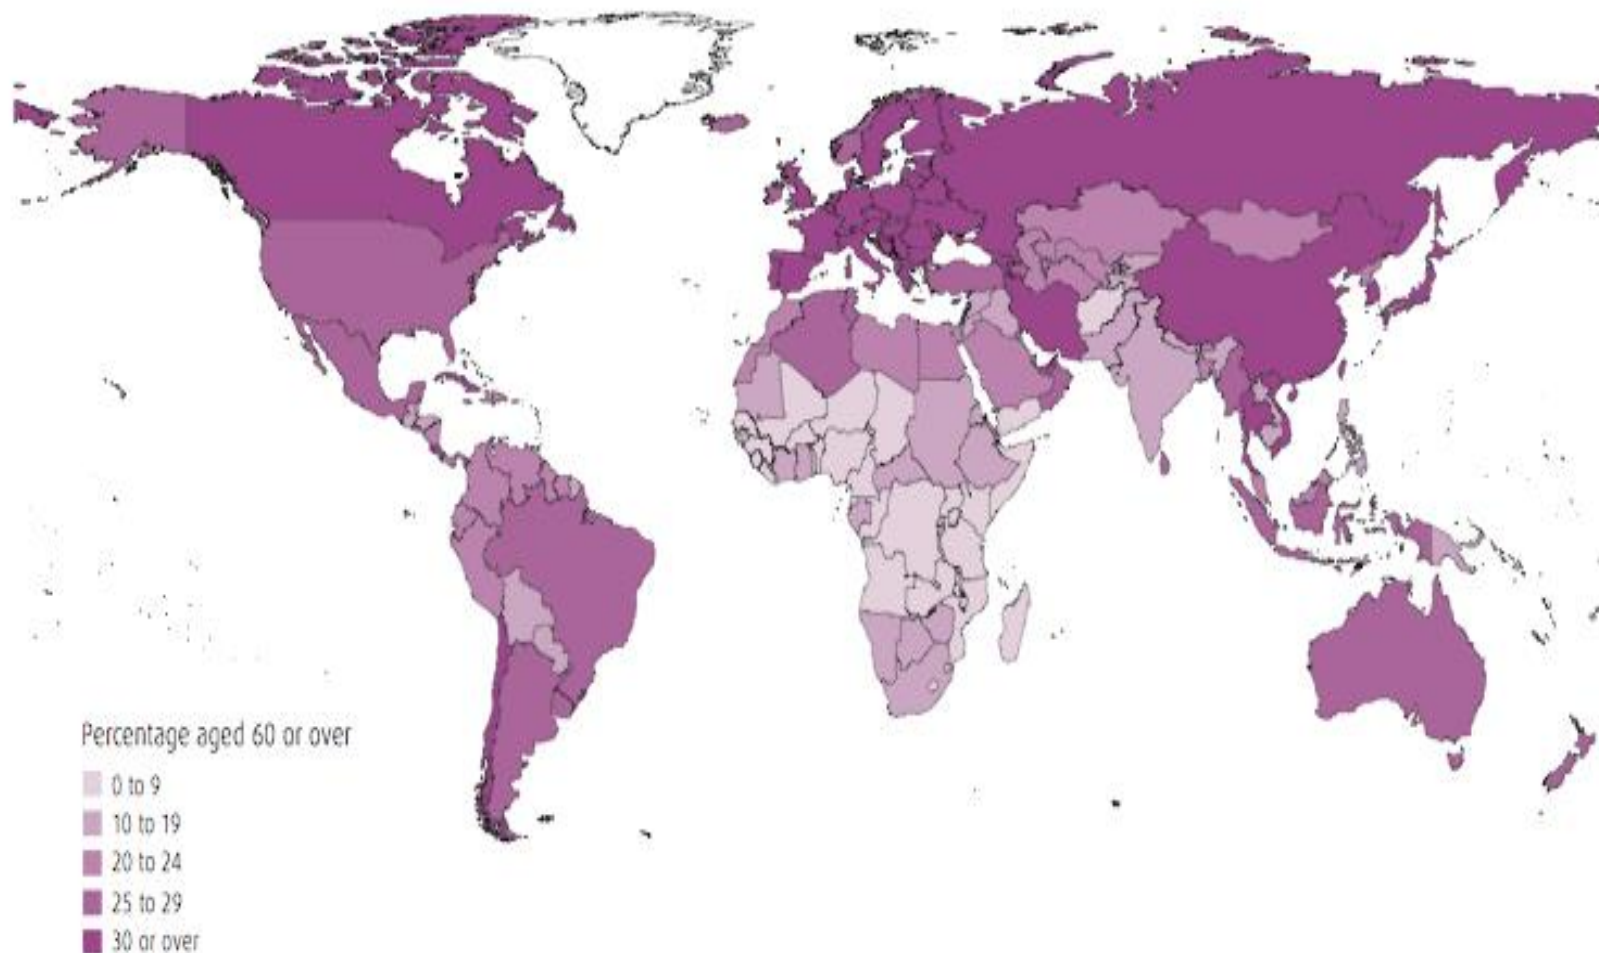 Percentage aged 60 or over
0 to 9
10 to 19
20 to 24
25 to 29
30 or over